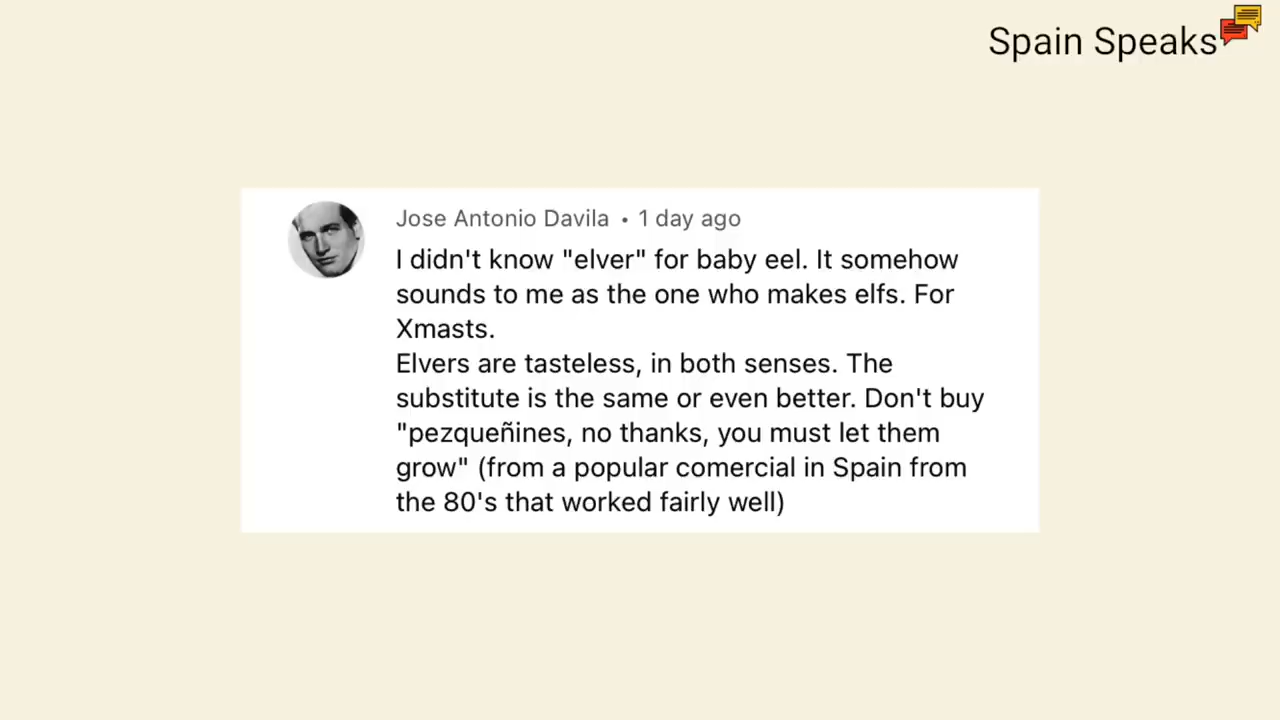 Spain Speaks
Jose Antonio Davila • 1 day ago
I didn't know "elver" for baby eel. It somehow
sounds to me as the one who makes elfs. For
Xmasts.
Elvers are tasteless, in both senses. The
substitute is the same or even better. Don't buy
"pezqueñines, no thanks, you must let them
grow" (from a popular comercial in Spain from
the 80's that worked fairly well)